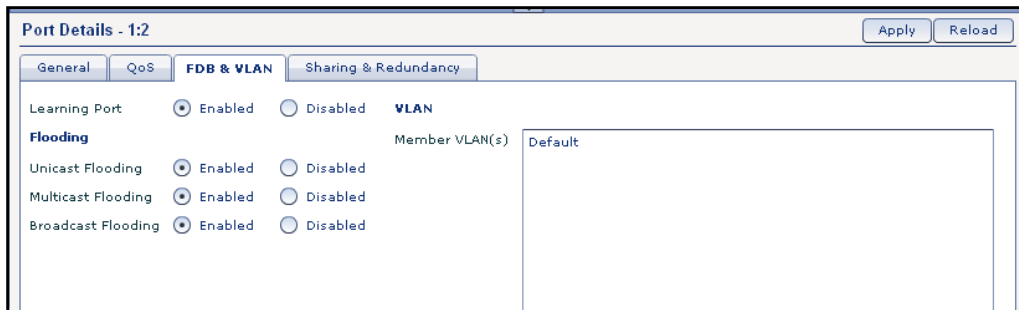 Port Details - 1:2
Apply Reload
General QoS FDB & VLAN Sharing & Redundancy
Learning Port Enabled Disabled VLAN
Flooding Member VLAN(s) Default
Unicast Flooding Enabled Disabled
Multicast Flooding Enabled Disabled
Broadcast Flooding Enabled Disabled